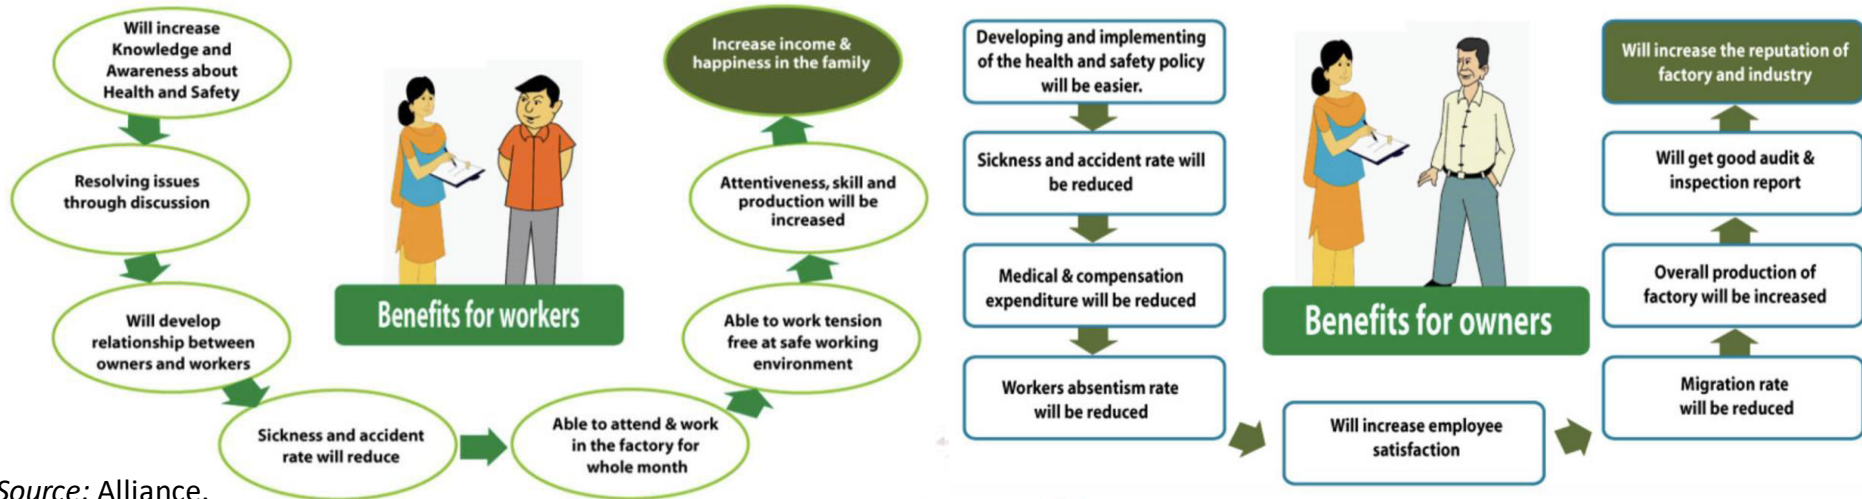 Will increase
Knowledge and
Awareness about
Health and Safety
Resolving issues
through discussion
Will develop
relationship between
owners and workers
Sickness and accident
rate will reduce
Able to attend & work
in the factory for
whole month
Able to work tension
free at safe working
environment
Attentiveness, skill and
production will be
increased
Increase income &
happiness in the family
Benefits for workers
Source: Alliance.
Developing and implementing
of the health and safety policy
will be easier.
Sickness and accident rate will
be reduced
Medical & compensation
expenditure will be reduced
Workers absentism rate
will be reduced
Will increase employee
satisfaction
Migration rate
will be reduced
Overall production of
factory will be increased
Will get good audit &
inspection report
Will increase the reputation of
factory and industry
Benefits for owners